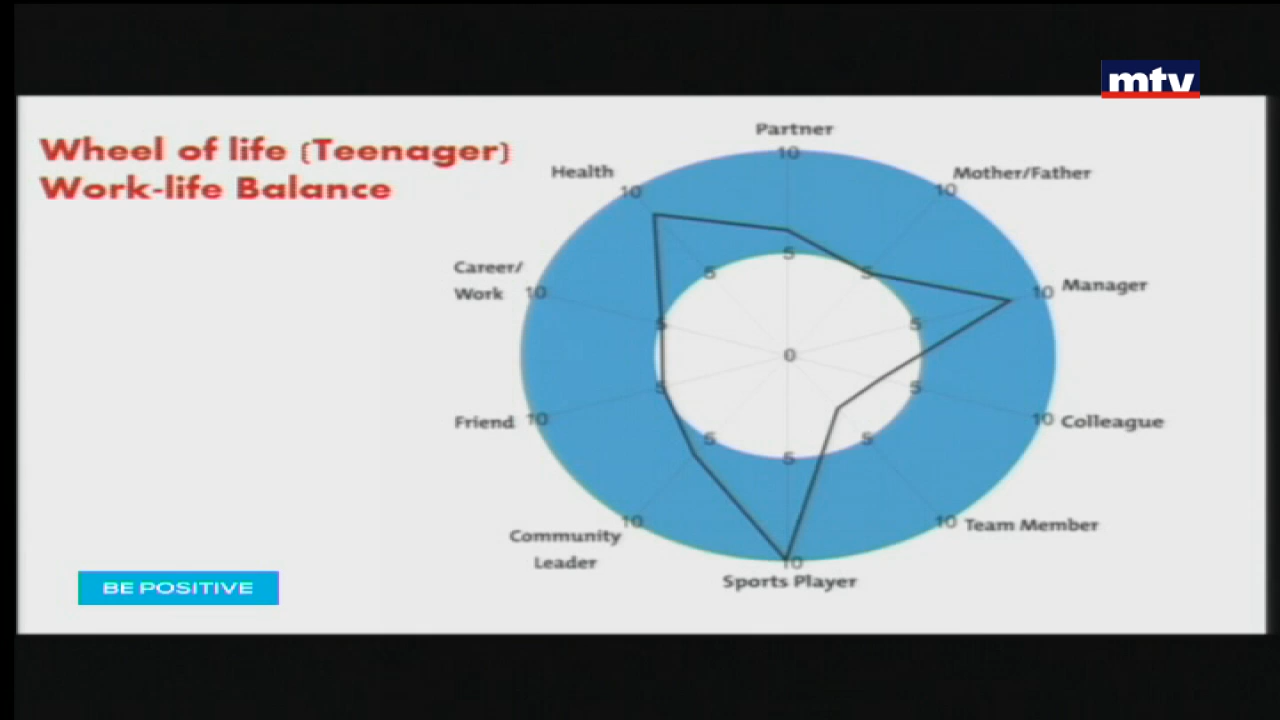 mtv
Wheel of life (Teenager)
Work-life Balance
Partner
10
Health
10
Mother/Father
10
Career/
Work
10
Manager
10
5
5
5
5
5
0
5
5
Friend
10
Colleague
10
5
5
5
Community
Leader
10
Team Member
10
Sports Player
10
BE POSITIVE